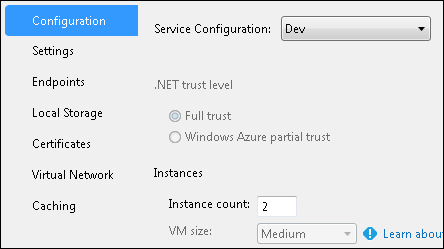 Configuration
Service Configuration: Dev
Settings
Endpoints
.NET trust level
Local Storage
Full trust
Certificates
Windows Azure partial trust
Virtual Network
Instances
Caching
Instance count: 2
VM size: Medium Learn about